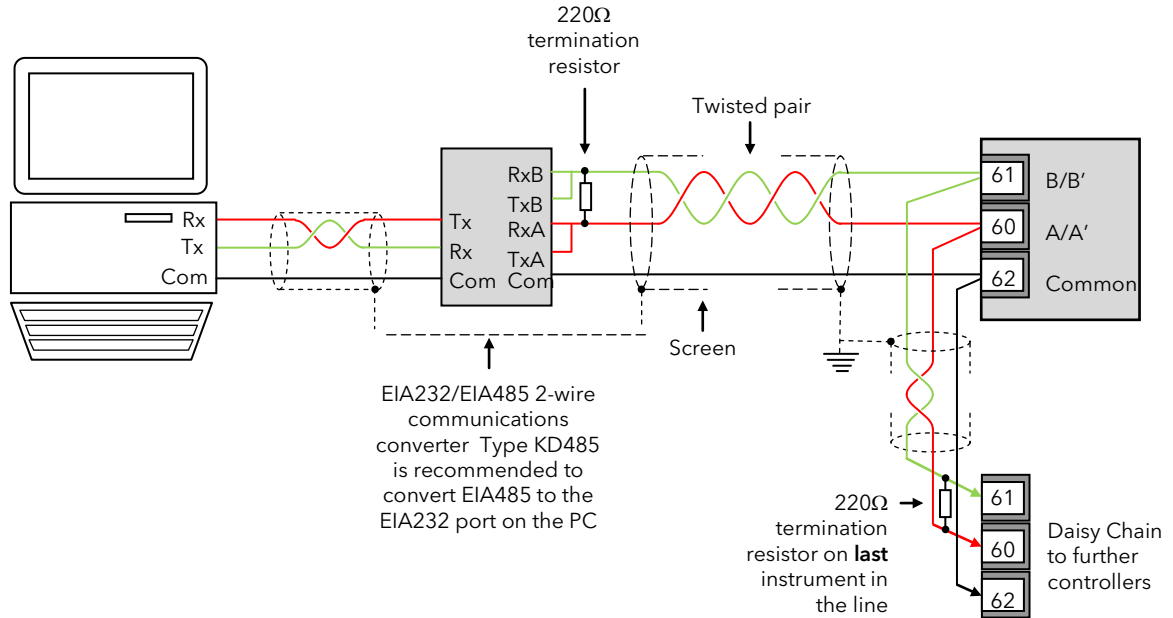 220Ω
termination
resistor
Twisted pair
Rx
Tx
Com
Tx
Rx
Com
RxB
TxB
RxA
TxA
Com
61
B/B'
60
A/A'
62
Common
Screen
EIA232/EIA485 2-wire
communications
converter Type KD485
is recommended to
convert EIA485 to the
EIA232 port on the PC
220Ω
termination
resistor on last
instrument in
the line
61
60
62
Daisy Chain
to further
controllers